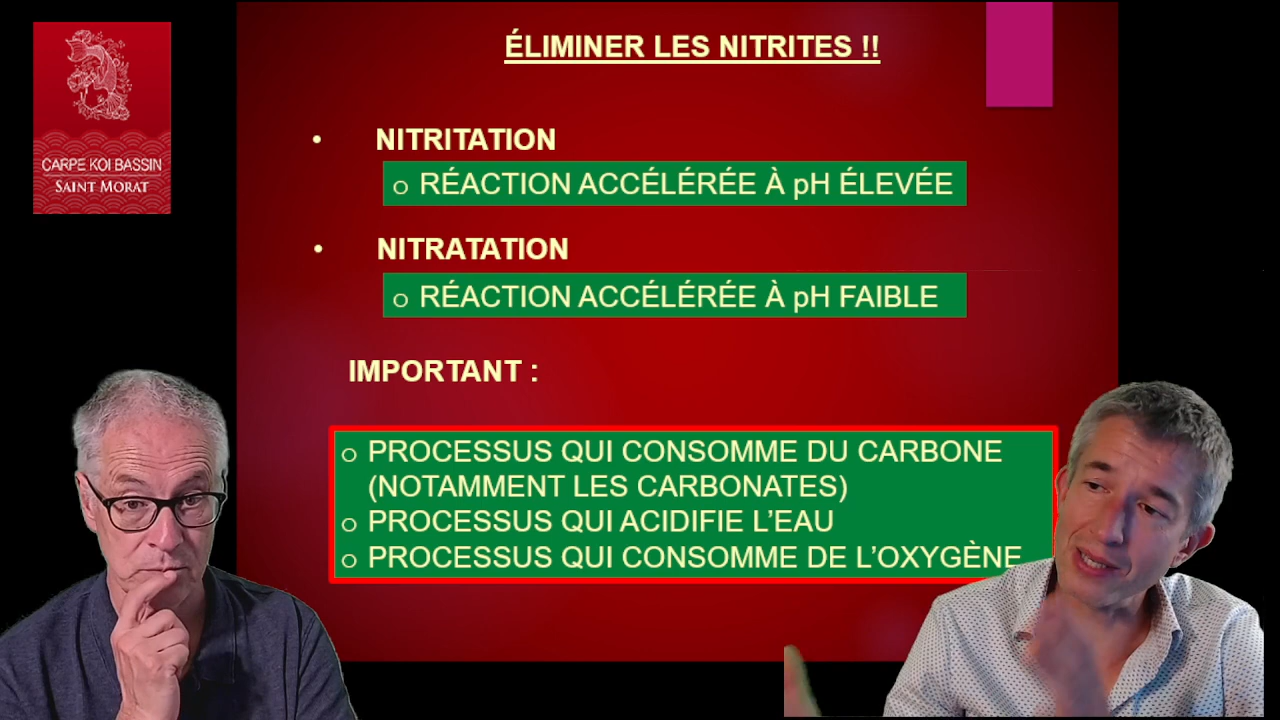 CARPE KOI BASSIN
SAINT MORAT
ÉLIMINER LES NITRITES !!
• NITRITATION
o RÉACTION ACCÉLÉRÉE À pH ÉLEVÉE
• NITRATATION
o RÉACTION ACCÉLÉRÉE À pH FAIBLE
IMPORTANT :
o PROCESSUS QUI CONSOMME DU CARBONE
(NOTAMMENT LES CARBONATES)
o PROCESSUS QUI ACIDIFIE L’EAU
o PROCESSUS QUI CONSOMME DE L’OXYGÈNE